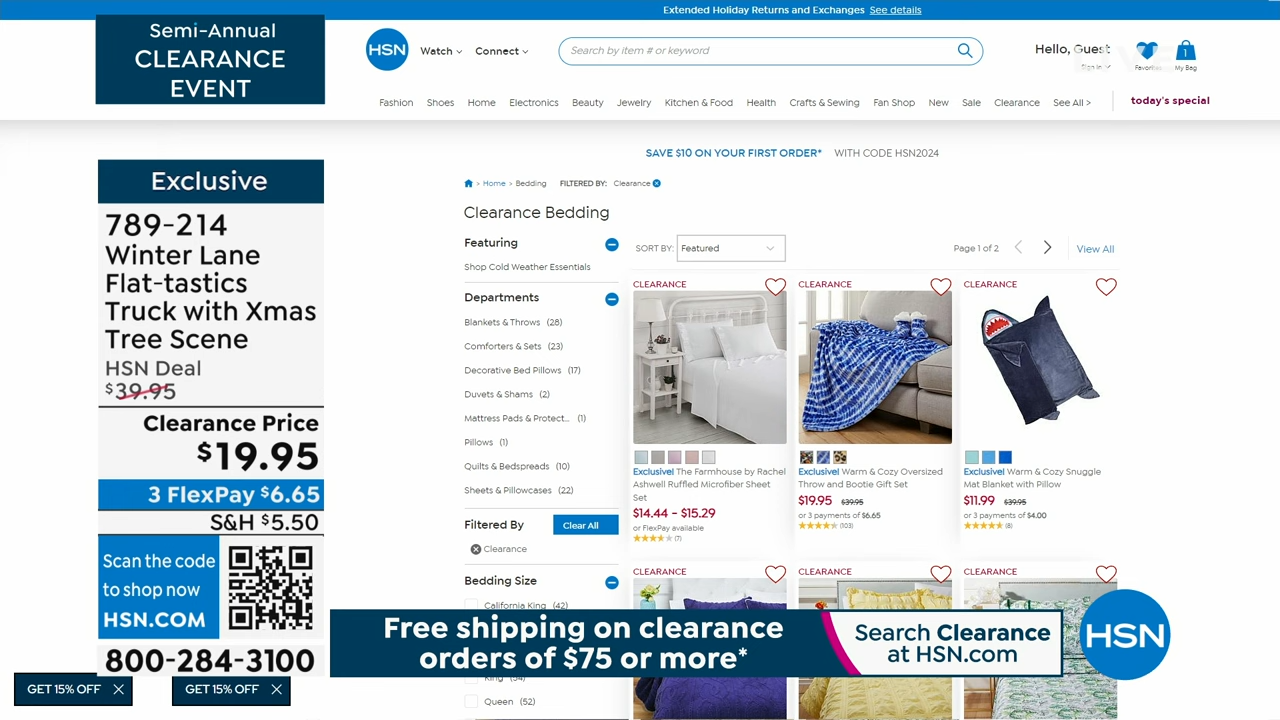 Extended Holiday Returns and Exchanges See details
Semi-Annual
CLEARANCE
EVENT
HSN
Watch
Connect
Search by item # or keyword
Hello, Guest
Sign In
Favorites
1
My Bag
Fashion Shoes Home Electronics Beauty Jewelry Kitchen & Food Health Crafts & Sewing Fan Shop New Sale Clearance See All > today's special
SAVE $10 ON YOUR FIRST ORDER* WITH CODE HSN2024
> Home > Bedding FILTERED BY: Clearance
Clearance Bedding
Exclusive
789-214
Winter Lane
Flat-tastics
Truck with Xmas
Tree Scene
HSN Deal
$39.95
Clearance Price
$19.95
3 FlexPay $6.65
S&H $5.50
Scan the code
to shop now
HSN.COM
800-284-3100
GET 15% OFF
GET 15% OFF
Featuring
Shop Cold Weather Essentials
Departments
Blankets & Throws (28)
Comforters & Sets (23)
Decorative Bed Pillows (17)
Duvets & Shams (2)
Mattress Pads & Protect... (1)
Pillows (1)
Quilts & Bedspreads (10)
Sheets & Pillowcases (22)
Filtered By
Clear All
Clearance
Bedding Size
California King (42)
King (54)
Queen (52)
SORT BY: Featured
Page 1 of 2
View All
CLEARANCE
Exclusive! The Farmhouse by Rachel
Ashwell Ruffled Microfiber Sheet
Set
$14.44 - $15.29
or FlexPay available
(7)
CLEARANCE
Exclusive! Warm & Cozy Oversized
Throw and Bootie Gift Set
$19.95 $39.95
or 3 payments of $6.65
(103)
CLEARANCE
Exclusive! Warm & Cozy Snuggle
Mat Blanket with Pillow
$11.99 $39.95
or 3 payments of $4.00
(8)
CLEARANCE
CLEARANCE
CLEARANCE
Free shipping on clearance
orders of $75 or more*
Search Clearance
at HSN.com
HSN